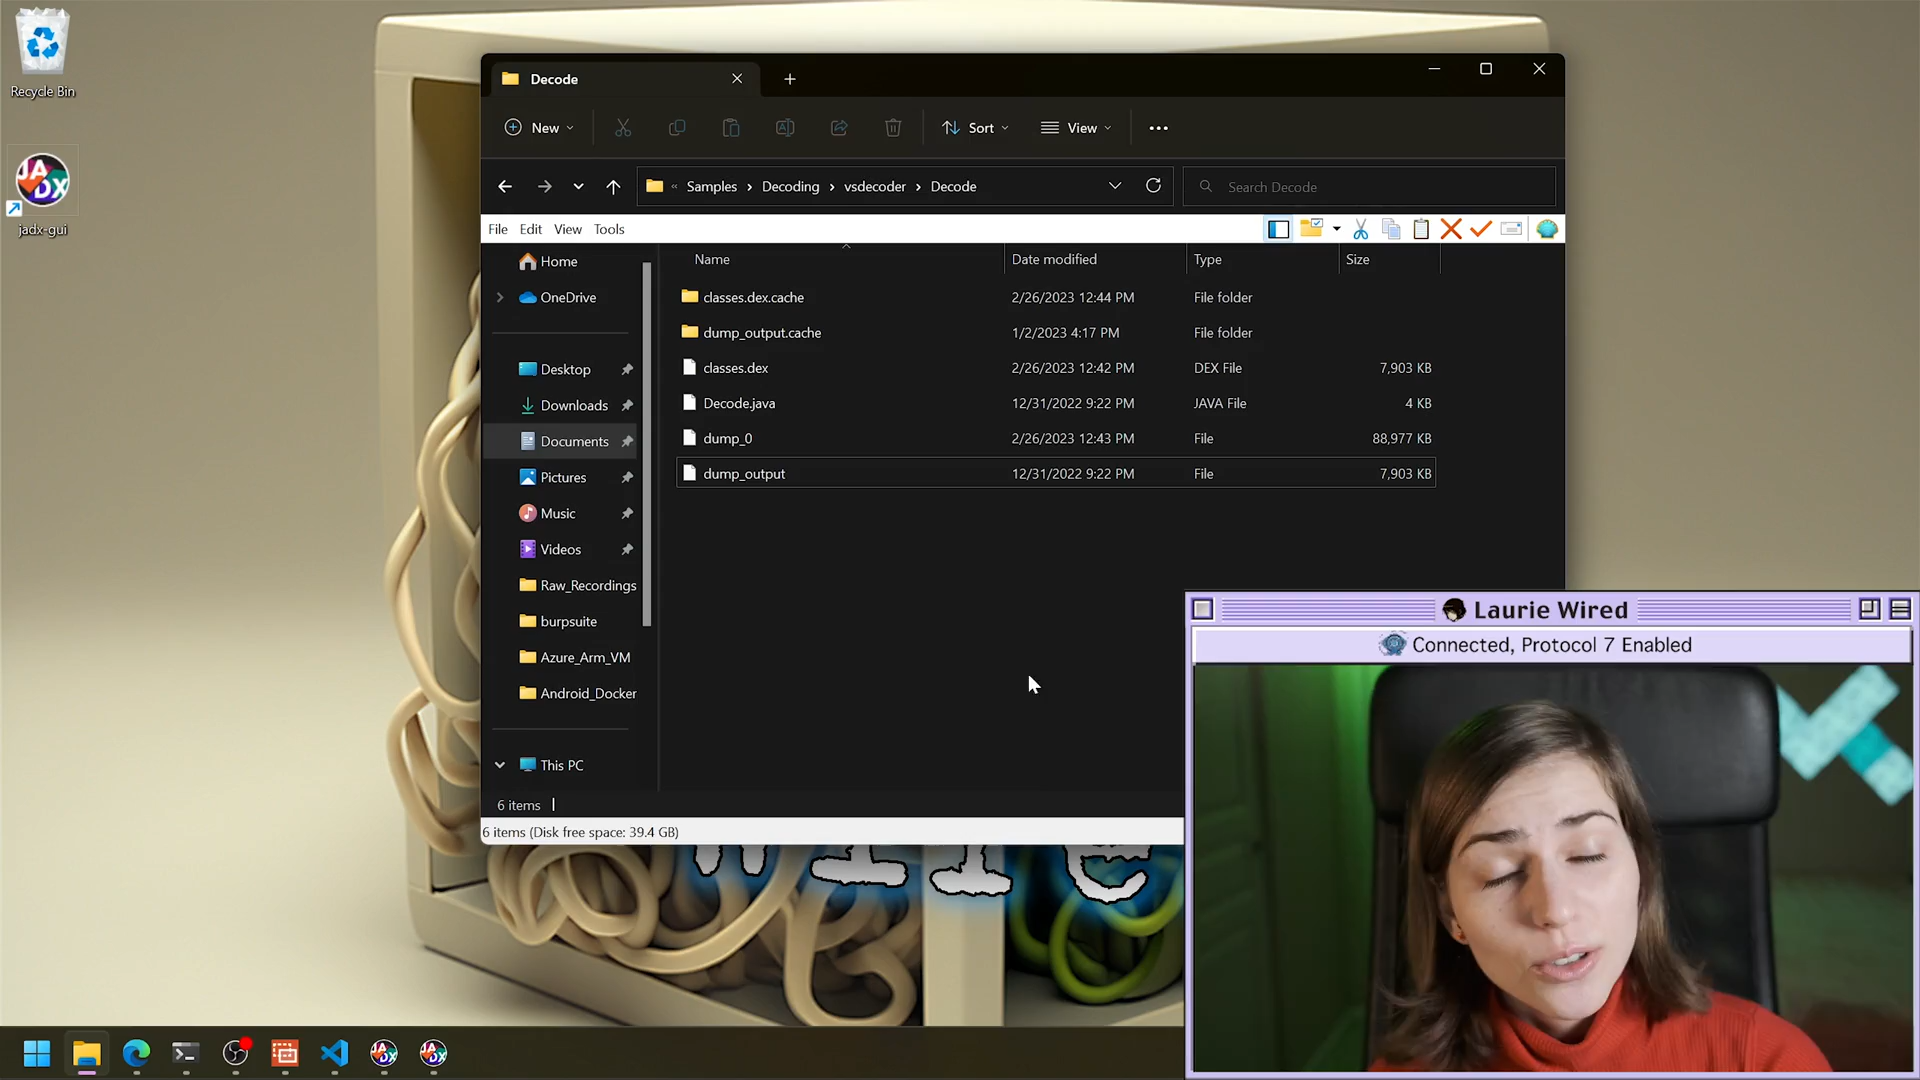 Recycle Bin
JADX
jadx-gui
Decode
New
Sort
View
Samples
Decoding
vsdecoder
Decode
Search Decode
File Edit View Tools
Home
OneDrive
Desktop
Downloads
Documents
Pictures
Music
Videos
Raw_Recordings
burpsuite
Azure_Arm_VM
Android_Docker
This PC
Name Date modified Type Size
classes.dex.cache 2/26/2023 12:44 PM File folder
dump_output.cache 1/2/2023 4:17 PM File folder
classes.dex 2/26/2023 12:42 PM DEX File 7,903 KB
Decode.java 12/31/2022 9:22 PM JAVA File 4 KB
dump_0 2/26/2023 12:43 PM File 88,977 KB
dump_output 12/31/2022 9:22 PM File 7,903 KB
6 items
6 items (Disk free space: 39.4 GB)
Laurie Wired
Connected, Protocol 7 Enabled